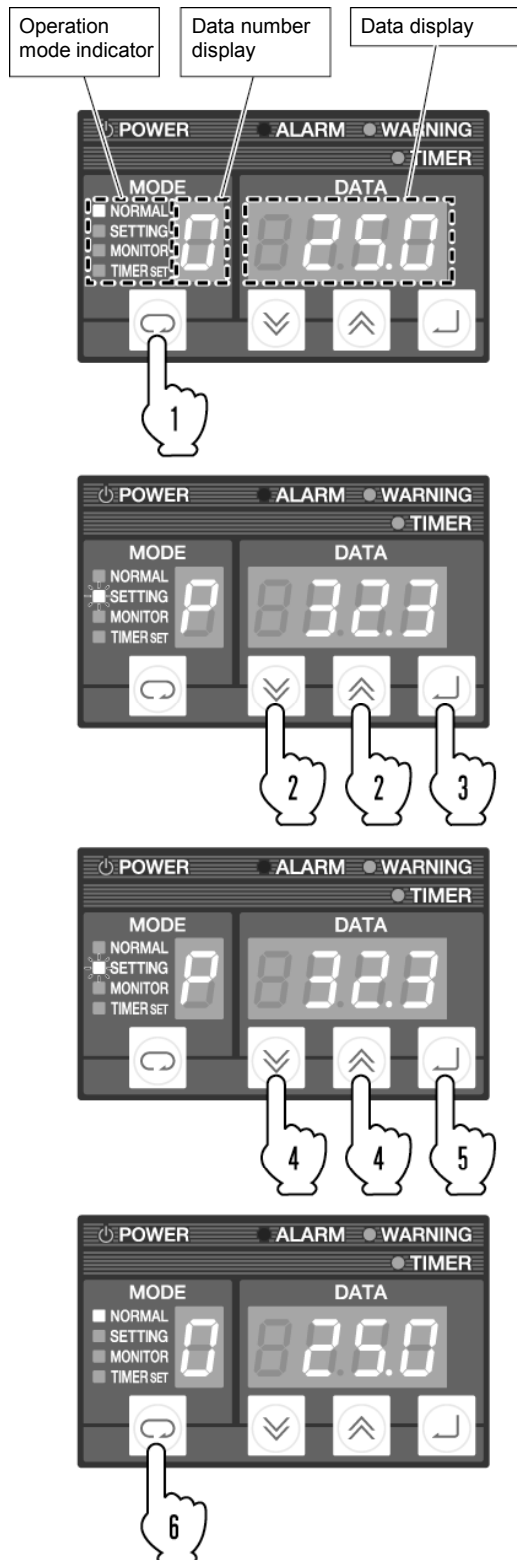 Operation
mode indicator
Data number
display
Data display
POWER ALARM WARNING
TIMER
MODE DATA
NORMAL
SETTING
MONITOR
TIMER SET
0 25.0
1
POWER ALARM WARNING
TIMER
MODE DATA
NORMAL
SETTING
MONITOR
TIMER SET
P 32.3
2 2 3
POWER ALARM WARNING
TIMER
MODE DATA
NORMAL
SETTING
MONITOR
TIMER SET
P 32.3
4 4 5
POWER ALARM WARNING
TIMER
MODE DATA
NORMAL
SETTING
MONITOR
TIMER SET
0 25.0
6